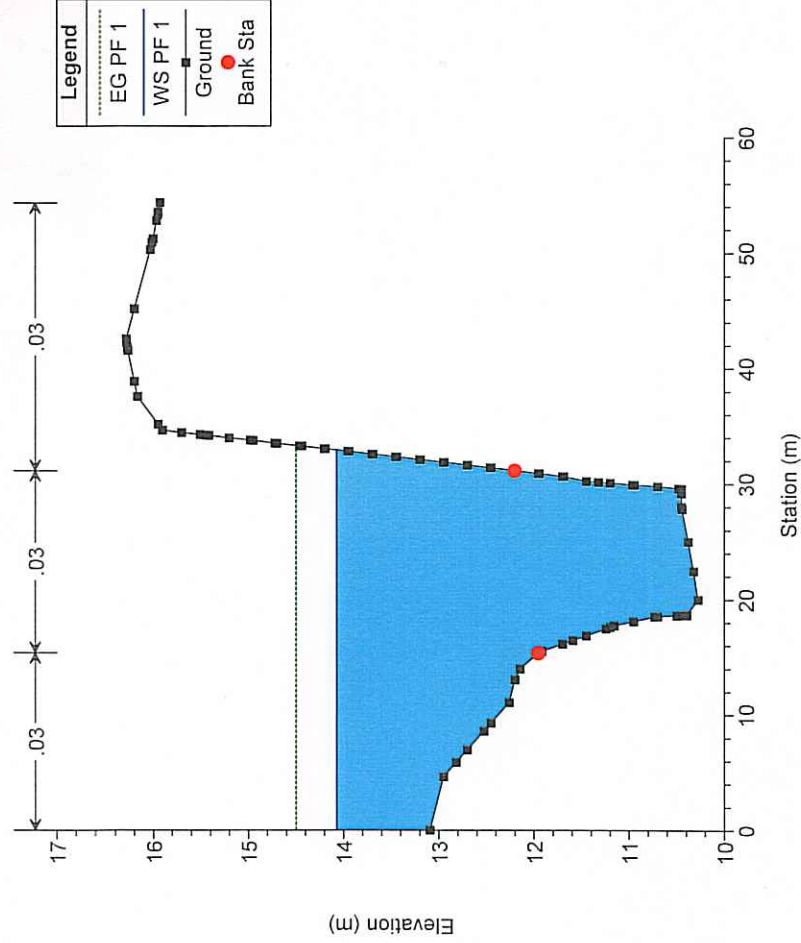 .03
.03
.03
Legend
EG PF 1
WS PF 1
Ground
Bank Sta
17
16
15
14
13
12
11
10
0
10
20
30
40
50
60
Elevation (m)
Station (m)